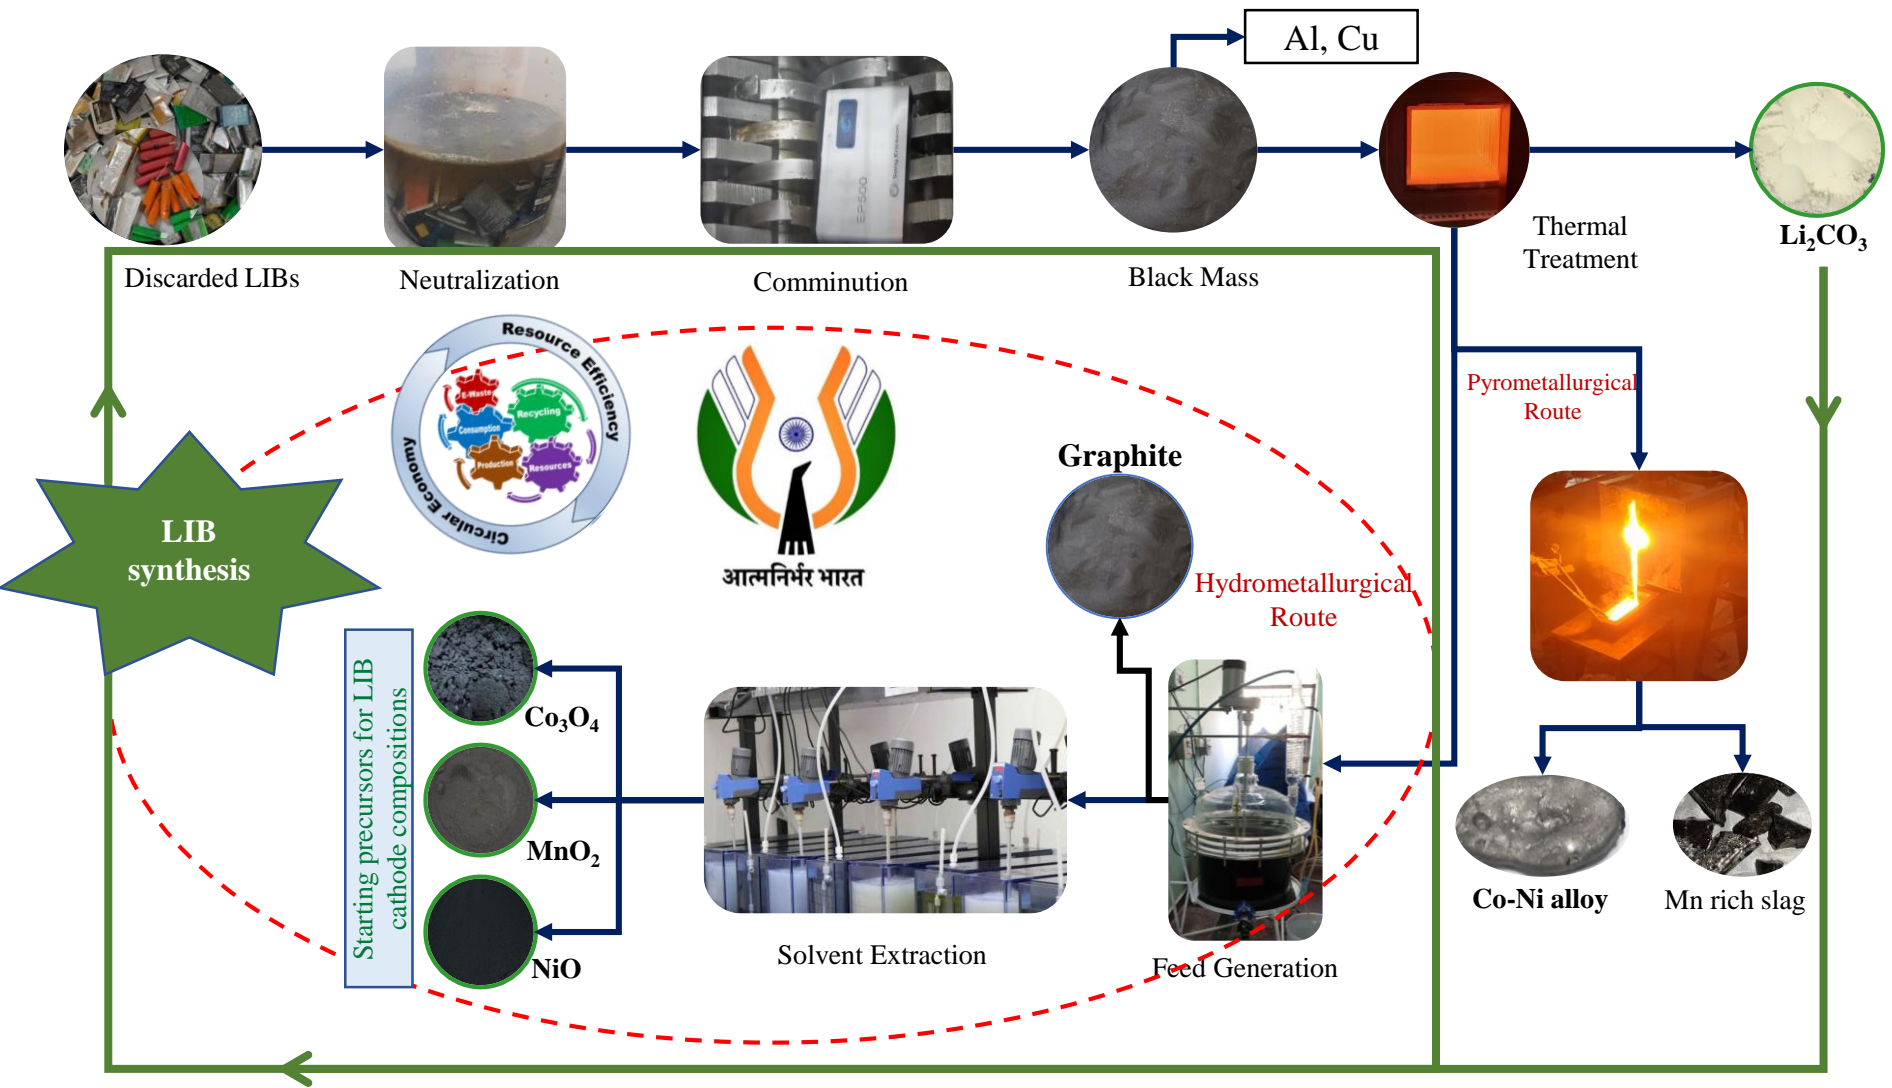 Al, Cu
Discarded LIBs
Neutralization
Comminution
Black Mass
Thermal
Treatment
Li₂CO₃
EP500
Resource Efficiency
Circular Economy
E-Waste
Recycling
Consumption
Production
Resources
आत्मनिर्भर भारत
Pyrometallurgical
Route
Graphite
Hydrometallurgical
Route
LIB
synthesis
Starting precursors for LIB
cathode compositions
Co₃O₄
MnO₂
NiO
Solvent Extraction
Feed Generation
Co-Ni alloy
Mn rich slag